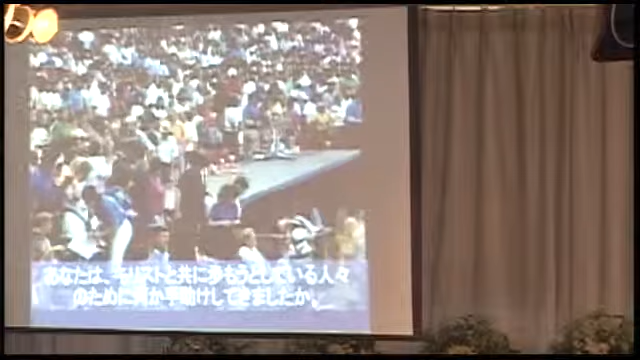 あなたは、キリストと共に歩もうとしている人々
のために何か手助けしてきましたか。